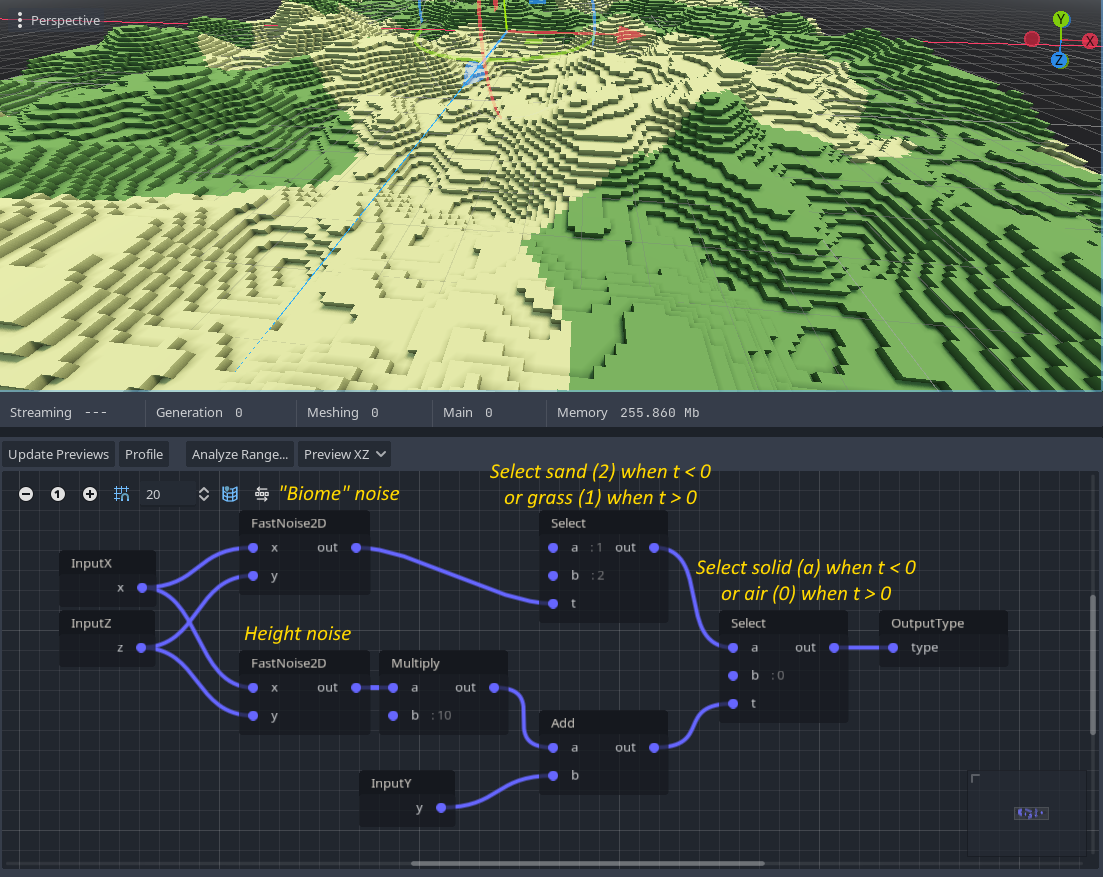 Perspective
Y
X
Z
Streaming ---
Generation 0
Meshing 0
Main 0
Memory 255.860 Mb
Update Previews
Profile
Analyze Range...
Preview XZ
1
20
"Biome" noise
Select sand (2) when t < 0
or grass (1) when t > 0
FastNoise2D
x out
y
Select
a : 1 out
b : 2
t
InputX
x
InputZ
z
Select solid (a) when t < 0
or air (0) when t > 0
Height noise
FastNoise2D
x out
y
Multiply
a out
b : 10
Select
a out
b : 0
t
OutputType
type
Add
a out
b
InputY
y